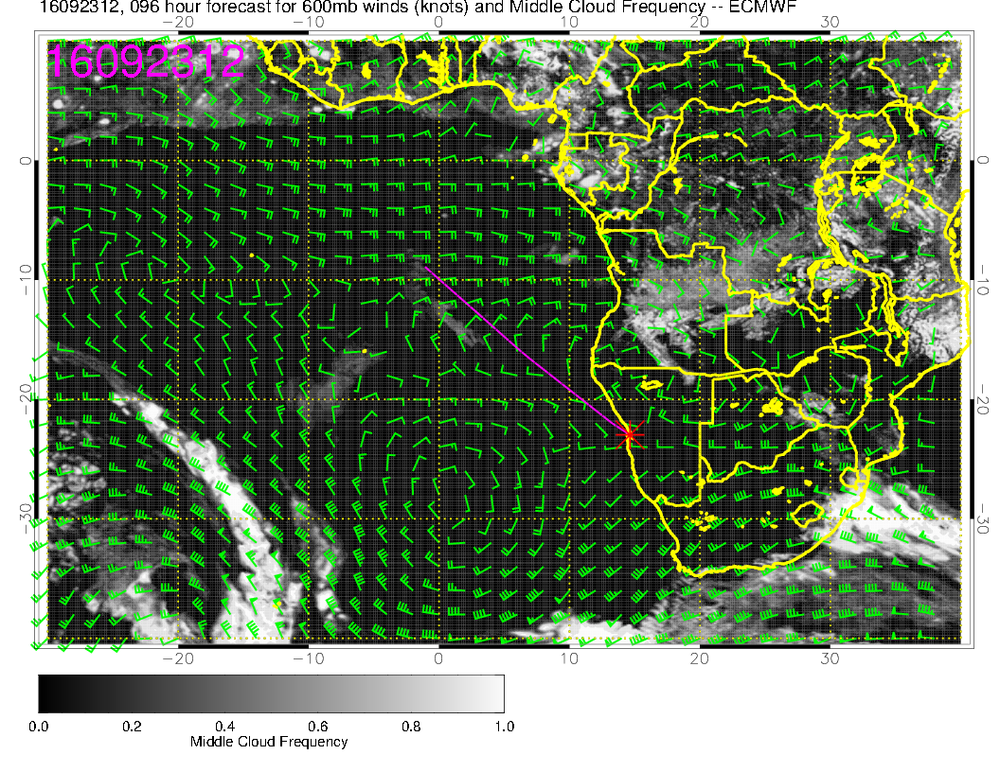 16092312, 096 hour forecast for 600mb winds (knots) and Middle Cloud Frequency -- ECMWF
-20 -10 0 10 20 30
16092312
0 0
-10 -10
-20 -20
-30 -30
-20 -10 0 10 20 30
0.0 0.2 0.4 0.6 0.8 1.0
Middle Cloud Frequency